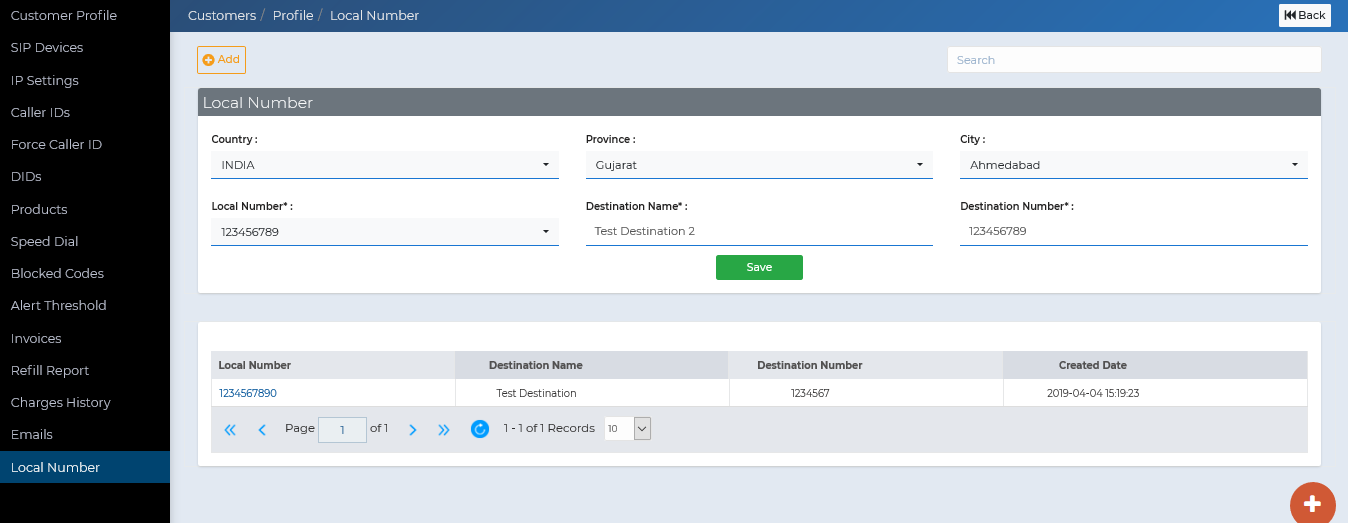 Customer Profile
SIP Devices
IP Settings
Caller IDs
Force Caller ID
DIDs
Products
Speed Dial
Blocked Codes
Alert Threshold
Invoices
Refill Report
Charges History
Emails
Local Number
Customers / Profile / Local Number
Back
Add
Search
Local Number
Country : Province : City :
INDIA Gujarat Ahmedabad
Local Number* : Destination Name* : Destination Number* :
123456789 Test Destination 2 123456789
Save
Local Number Destination Name Destination Number Created Date
1234567890 Test Destination 1234567 2019-04-04 15:19:23
Page 1 of 1 1 - 1 of 1 Records 10